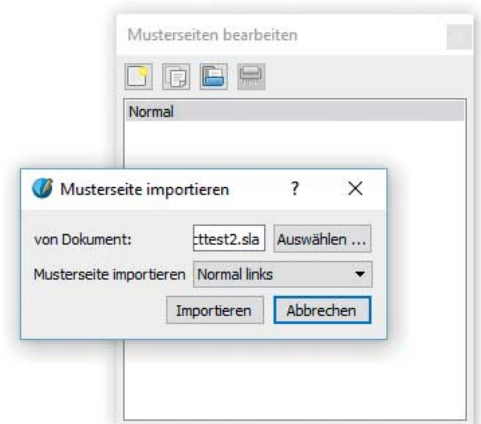 Musterseiten bearbeiten
Normal
Musterseite importieren ? X
von Dokument: :ttest2.sla Auswählen ...
Musterseite importieren Normal links
Importieren Abbrechen